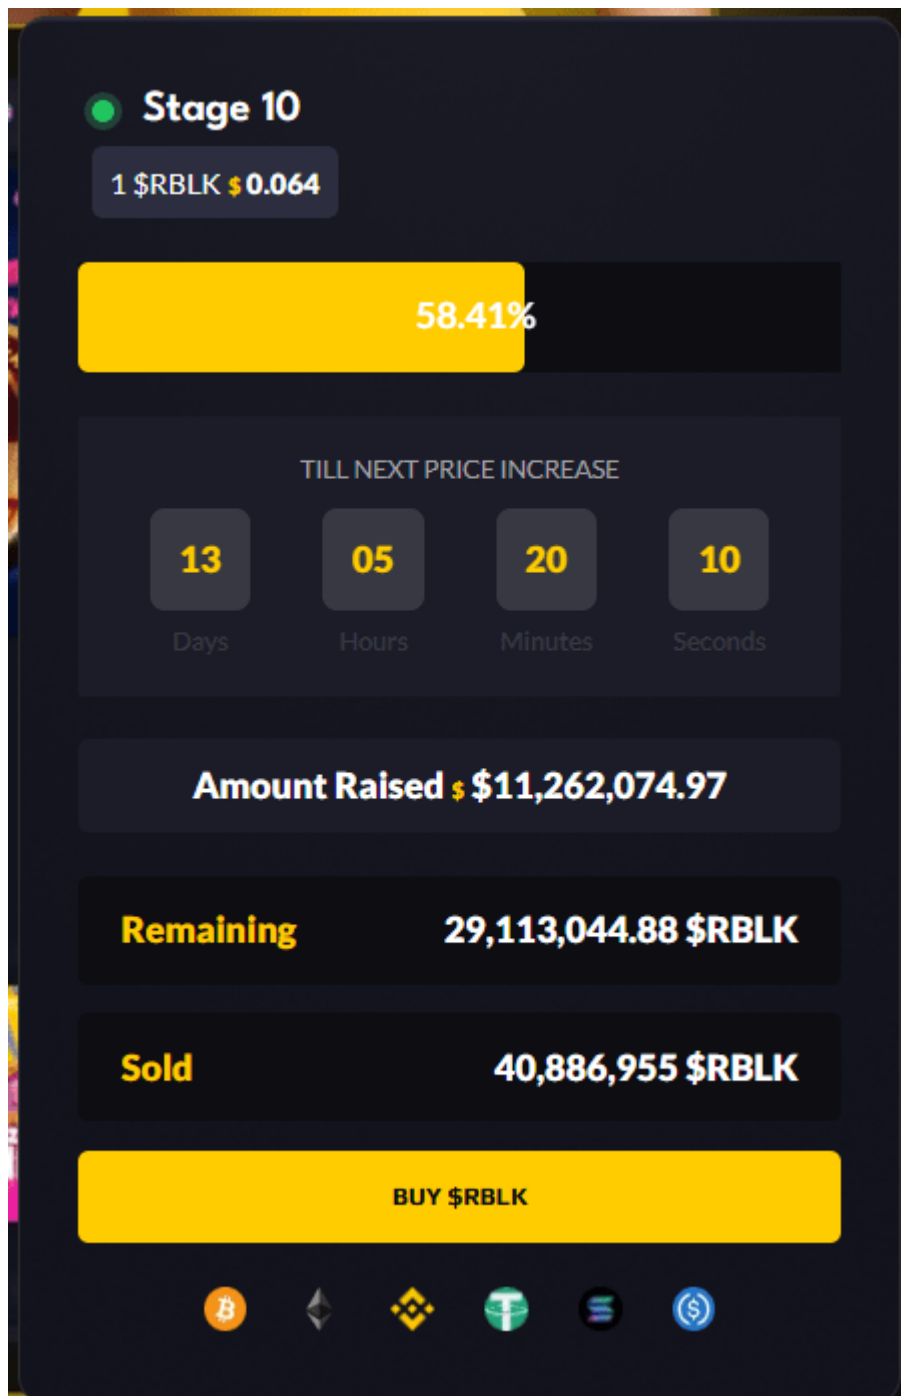 Stage 10
1 $RBLK $ 0.064
58.41%
TILL NEXT PRICE INCREASE
13 05 20 10
Days Hours Minutes Seconds
Amount Raised $ $11,262,074.97
Remaining 29,113,044.88 $RBLK
Sold 40,886,955 $RBLK
BUY $RBLK